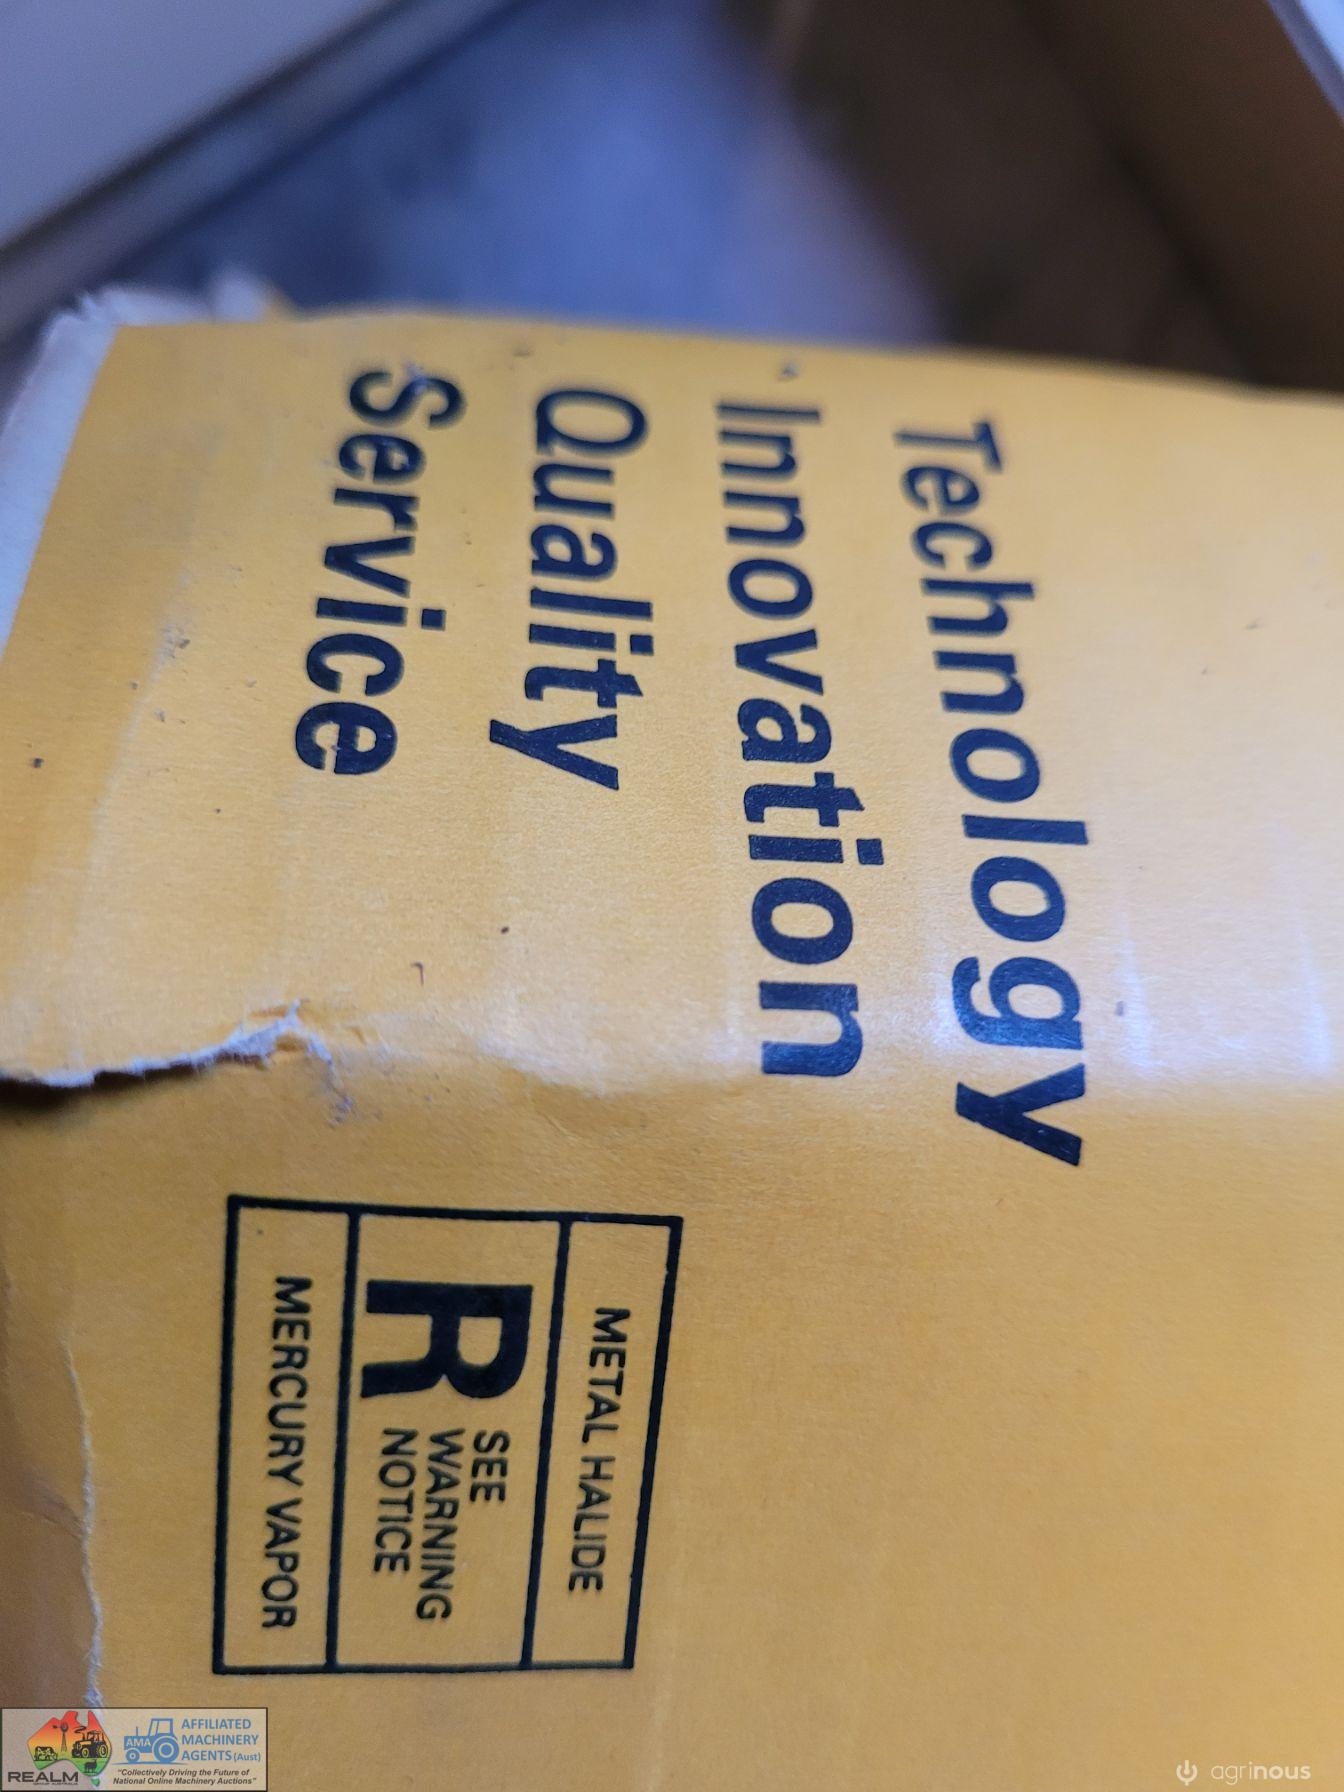 Technology
Innovation
Quality
Service
METAL HALIDE
R SEE
WARNING
NOTICE
MERCURY VAPOR
REALM
AMA
AFFILIATED
MACHINERY
AGENTS (Aust)
"Collectively Driving the Future of
National Online Machinery Auctions"
agrinous